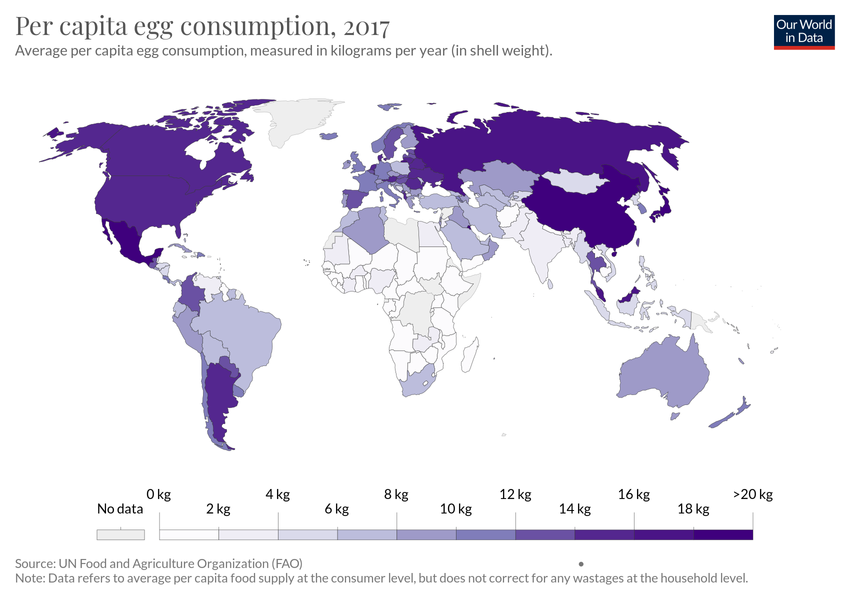 Per capita egg consumption, 2017
Average per capita egg consumption, measured in kilograms per year (in shell weight).
Our World
in Data
No data
0 kg
2 kg
4 kg
6 kg
8 kg
10 kg
12 kg
14 kg
16 kg
18 kg
>20 kg
Source: UN Food and Agriculture Organization (FAO)
Note: Data refers to average per capita food supply at the consumer level, but does not correct for any wastages at the household level.